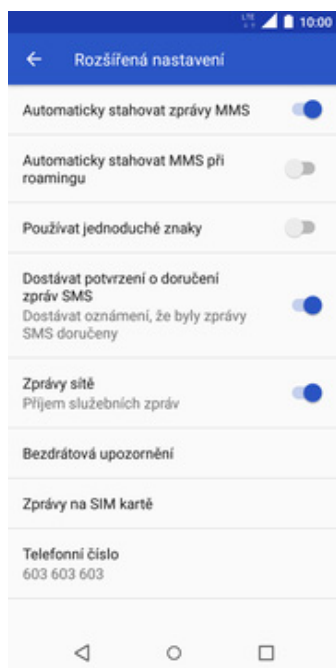 LTE 10:00
Rozšířená nastavení
Automaticky stahovat zprávy MMS
Automaticky stahovat MMS při
roamingu
Používat jednoduché znaky
Dostávat potvrzení o doručení
zpráv SMS
Dostávat oznámení, že byly zprávy
SMS doručeny
Zprávy sítě
Příjem služebních zpráv
Bezdrátová upozornění
Zprávy na SIM kartě
Telefonní číslo
603 603 603